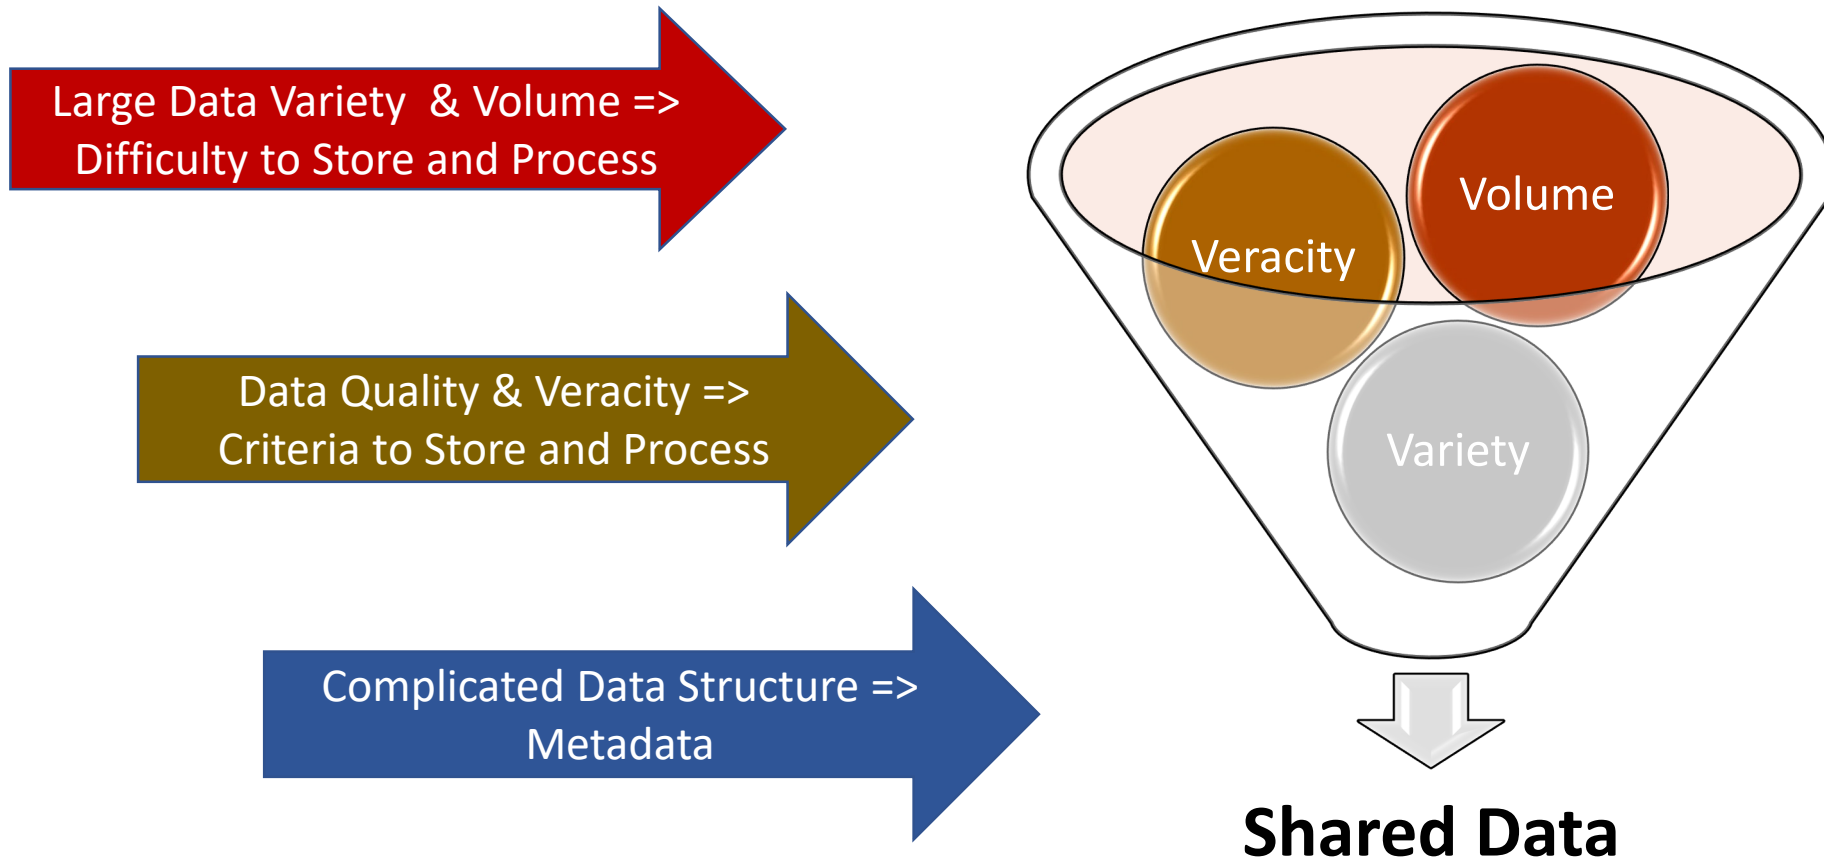 Large Data Variety & Volume =>
Difficulty to Store and Process
Data Quality & Veracity =>
Criteria to Store and Process
Complicated Data Structure =>
Metadata
Volume
Veracity
Variety
Shared Data